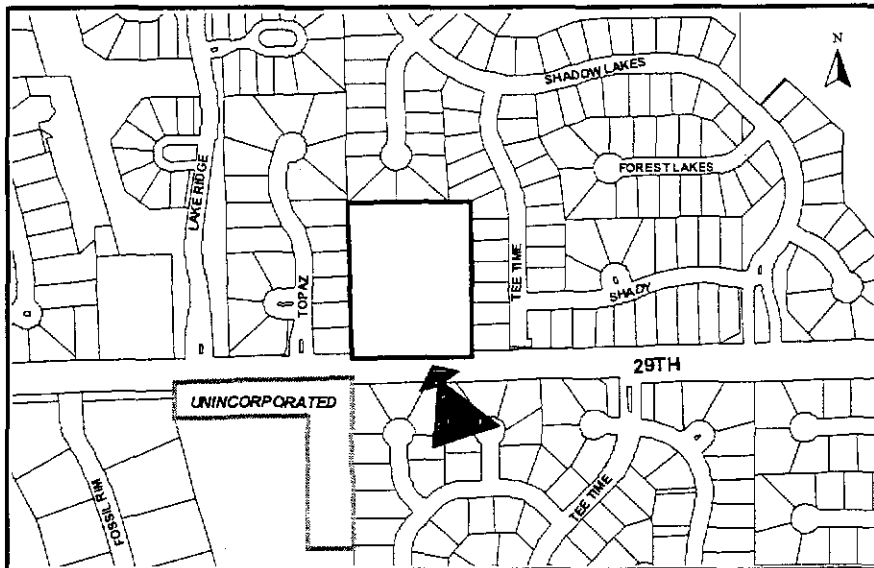 N
SHADOW LAKES
FOREST LAKES
LAKE RIDGE
TOPAZ
TEE TIME
SHADY
29TH
UNINCORPORATED
FOSSIL RIM
TEE TIME